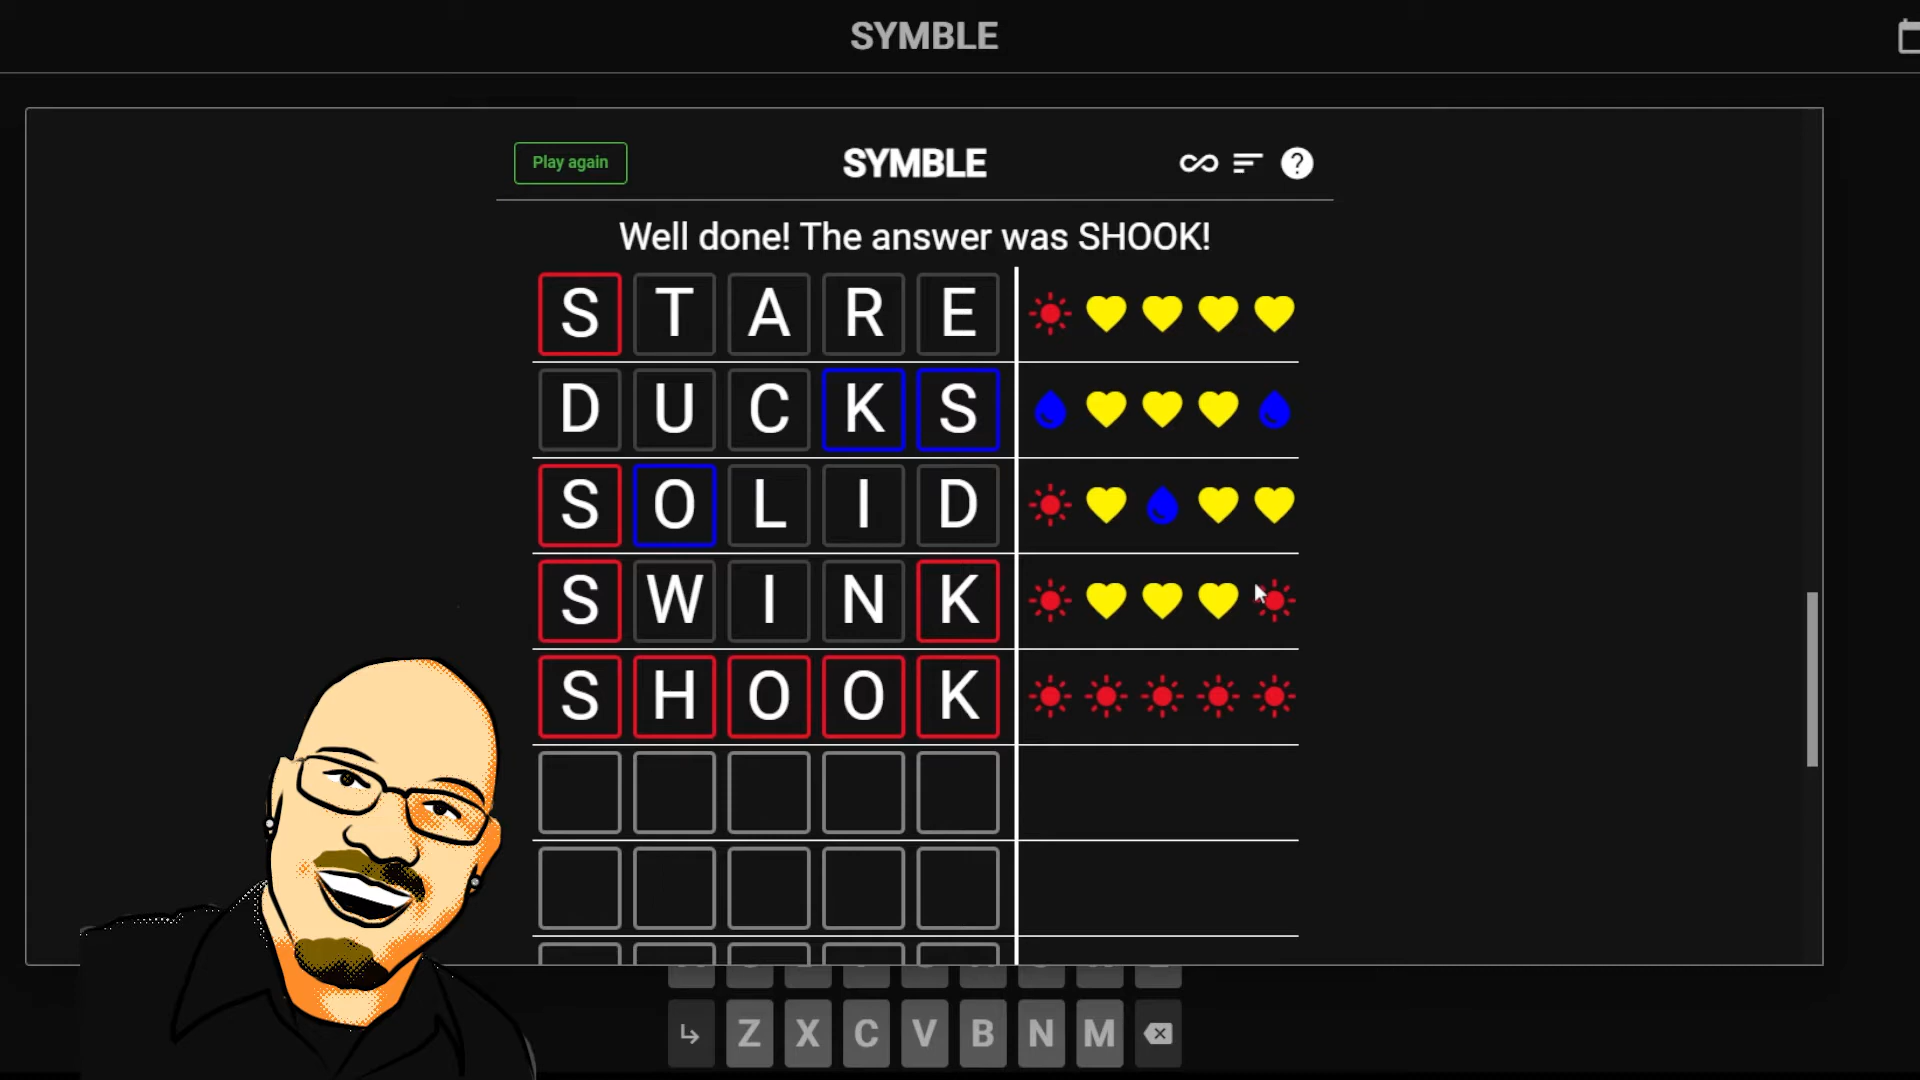 SYMBLE
Play again
SYMBLE
?
Well done! The answer was SHOOK!
S T A R E
D U C K S
S O L I D
S W I N K
S H O O K
Z X C V B N M